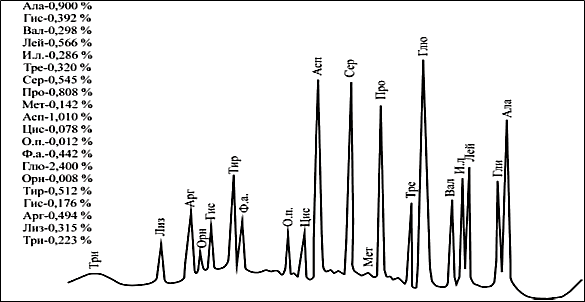 Ала-0,900 %
Гис-0,392 %
Вал-0,298 %
Лей-0,566 %
И.л.-0,286 %
Тре-0,320 %
Сер-0,545 %
Про-0,808 %
Мет-0,142 %
Асп-1,010 %
Цис-0,078 %
О.п.-0,012 %
Ф.а.-0,442 %
Глю-2,400 %
Орн-0,008 %
Тир-0,512 %
Гис-0,176 %
Арг-0,494 %
Лиз-0,315 %
Три-0,223 %
Три
Лиз
Арг
Орн
Гис
Тир
Ф.а.
О.п.
Цис
Асп
Сер
Мет
Про
Тре
Глю
Вал
И.Л
Лей
Гли
Ала